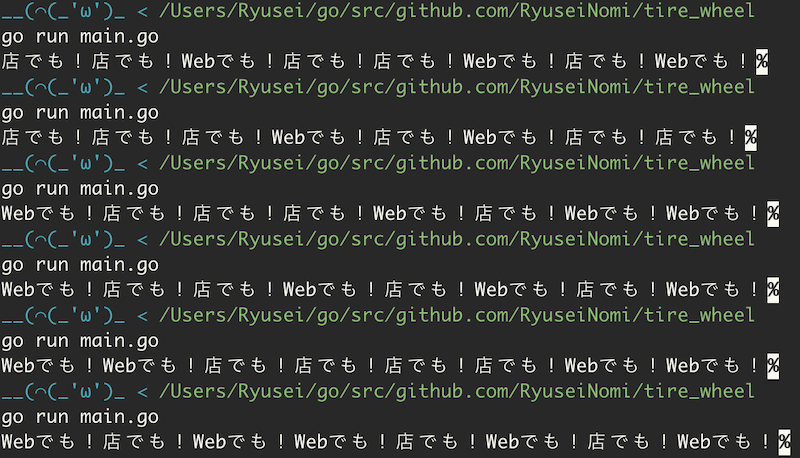 __(⌒(_'ω')_ < /Users/Ryusei/go/src/github.com/RyuseiNomi/tire_wheel
go run main.go
店でも！店でも！Webでも！店でも！店でも！Webでも！店でも！Webでも！%
__(⌒(_'ω')_ < /Users/Ryusei/go/src/github.com/RyuseiNomi/tire_wheel
go run main.go
店でも！店でも！店でも！Webでも！店でも！Webでも！店でも！店でも！%
__(⌒(_'ω')_ < /Users/Ryusei/go/src/github.com/RyuseiNomi/tire_wheel
go run main.go
Webでも！店でも！店でも！店でも！Webでも！店でも！Webでも！Webでも！%
__(⌒(_'ω')_ < /Users/Ryusei/go/src/github.com/RyuseiNomi/tire_wheel
go run main.go
Webでも！店でも！店でも！Webでも！店でも！Webでも！店でも！Webでも！%
__(⌒(_'ω')_ < /Users/Ryusei/go/src/github.com/RyuseiNomi/tire_wheel
go run main.go
Webでも！Webでも！店でも！店でも！店でも！店でも！Webでも！Webでも！%
__(⌒(_'ω')_ < /Users/Ryusei/go/src/github.com/RyuseiNomi/tire_wheel
go run main.go
Webでも！店でも！Webでも！Webでも！店でも！Webでも！店でも！Webでも！%